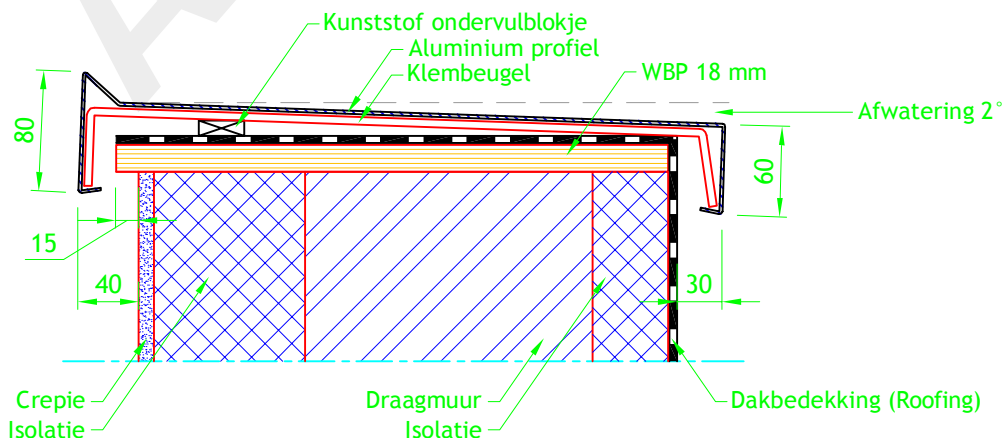 Kunststof ondervulblokje
Aluminium profiel
Klembeugel
WBP 18 mm
Afwatering 2°
80
60
15
40
30
Crepie
Isolatie
Draagmuur
Isolatie
Dakbedekking (Roofing)